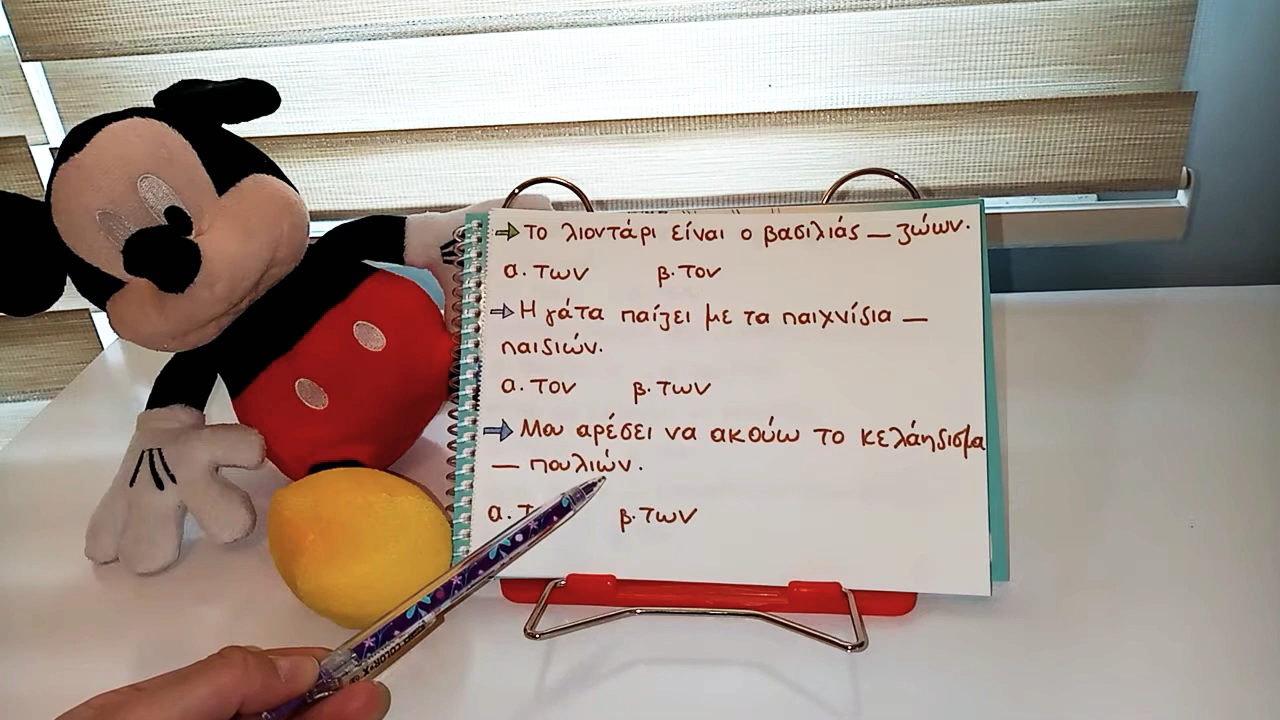 Το λιοντάρι είναι ο βασιλιάς _ ζώων.
α. των β. τον
Η γάτα παίζει με τα παιχνίδια _
παιδιών.
α. τον β. των
Μου αρέσει να ακούω το κελάηδισμα
_ πουλιών.
α. β. των